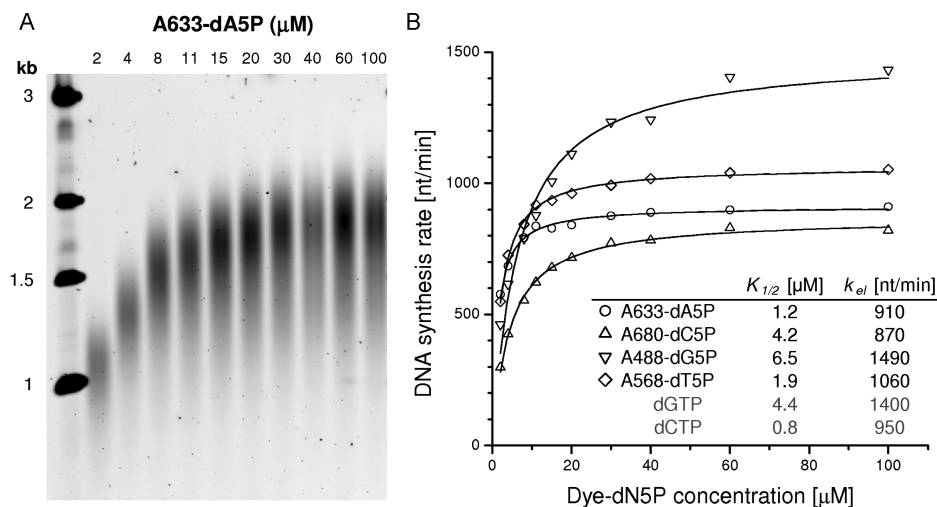 A
A633-dA5P (μM)
kb 2 4 8 11 15 20 30 40 60 100
3
2
1.5
1
B
1500
1000
500
0
0 20 40 60 80 100
DNA synthesis rate [nt/min]
Dye-dN5P concentration [μM]
K1/2 [μM] kel [nt/min]
A633-dA5P 1.2 910
A680-dC5P 4.2 870
A488-dG5P 6.5 1490
A568-dT5P 1.9 1060
dGTP 4.4 1400
dCTP 0.8 950